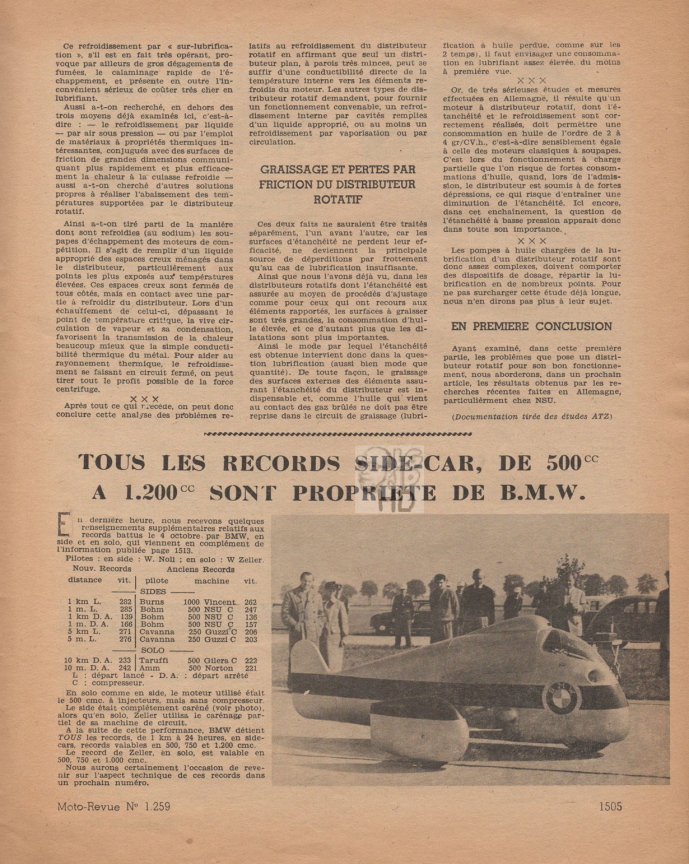 Ce refroidissement par « sur-lubrifica-
tion », s'il est en fait très opérant, pro-
voque par ailleurs de gros dégagements de
fumées, le calaminage rapide de l'é-
chappement, et présente en outre l'in-
convénient sérieux de coûter très cher en
lubrifiant.
Aussi a-t-on recherché, en dehors des
trois moyens déjà examinés ici, c'est-à-
dire : — le refroidissement par liquide
— par air sous pression — ou par l'emploi
de matériaux à propriétés thermiques in-
téressantes, conjugués avec des surfaces de
friction de grandes dimensions communi-
quant plus rapidement et plus efficace-
ment la chaleur à la culasse refroidie —
aussi a-t-on cherché d'autres solutions
propres à réaliser l'abaissement des tem-
pératures supportées par le distributeur
rotatif.
Ainsi a-t-on tiré parti de la manière
dont sont refroidies (au sodium) les sou-
papes d'échappement des moteurs de com-
pétition. Il s'agit de remplir d'un liquide
approprié des espaces creux ménagés dans
le distributeur, particulièrement aux
points les plus exposés aux températures
élevées. Ces espaces creux sont fermés de
tous côtés, mais en contact avec une par-
tie à refroidir du distributeur. Lors d'un
échauffement de celui-ci, dépassant le
point de température critique, la vive cir-
culation de vapeur et sa condensation,
favorisent la transmission de la chaleur
beaucoup mieux que la simple conducti-
bilité thermique du métal. Pour aider au
rayonnement thermique, le refroidisse-
ment se faisant en circuit fermé, on peut
tirer tout le profit possible de la force
centrifuge.
× × ×
Après tout ce qui précède, on peut donc
conclure cette analyse des problèmes re-
latifs au refroidissement du distributeur
rotatif en affirmant que seul un distri-
buteur plan, à parois très minces, peut se
suffir d'une conductibilité directe de la
température interne vers les éléments re-
froidis du moteur. Les autres types de dis-
tributeur rotatif demandent, pour fournir
un fonctionnement convenable, un refroi-
dissement interne par cavités remplies
d'un liquide approprié, ou au moins un
refroidissement par vaporisation ou par
circulation.
GRAISSAGE ET PERTES PAR
FRICTION DU DISTRIBUTEUR
ROTATIF
Ces deux faits ne sauraient être traités
séparément, l'un avant l'autre, car les
surfaces d'étanchéité ne perdent leur ef-
ficacité, ne deviennent la principale
source de déperditions par frottement
qu'au cas de lubrification insuffisante.
Ainsi que nous l'avons déjà vu, dans les
distributeurs rotatifs dont l'étanchéité est
assurée au moyen de procédés d'ajustage
comme pour ceux qui ont recours aux
éléments rapportés, les surfaces à graisser
sont très grandes, la consommation d'hui-
le élevée, et ce d'autant plus que les di-
latations sont plus importantes.
Ainsi le mode par lequel l'étanchéité
est obtenue intervient donc dans la ques-
tion lubrification (aussi bien mode que
quantité). De toute façon, le graissage
des surfaces externes des éléments assu-
rant l'étanchéité du distributeur est in-
dispensable et, comme l'huile qui vient
au contact des gaz brûlés ne doit pas être
reprise dans le circuit de graissage (lubri-
fication à huile perdue, comme sur les
2 temps), il faut envisager une consomma-
tion en lubrifiant assez élevée, du moins
à première vue.
× × ×
Or, de très sérieuses études et mesures
effectuées en Allemagne, il résulte qu'un
moteur à distributeur rotatif, dont l'é-
tanchéité et le refroidissement sont cor-
rectement réalisés, doit permettre une
consommation en huile de l'ordre de 2 à
4 gr/CV.h., c'est-à-dire sensiblement égale
à celle des moteurs classiques à soupapes.
C'est lors du fonctionnement à charge
partielle que l'on risque de fortes consom-
mations d'huile, quand, lors de l'admis-
sion, le distributeur est soumis à de fortes
dépressions, ce qui risque d'entraîner une
diminution de l'étanchéité. Ici encore,
dans cet enchaînement, la question de
l'étanchéité à basse pression apparait donc
dans toute son importance.
× × ×
Les pompes à huile chargées de la lu-
brification d'un distributeur rotatif sont
donc assez complexes, doivent comporter
des dispositifs de dosage, répartir la lu-
brification en de nombreux points. Pour
ne pas surcharger cette étude déjà longue,
nous n'en dirons pas plus à leur sujet.
EN PREMIERE CONCLUSION
Ayant examiné, dans cette première
partie, les problèmes que pose un distri-
buteur rotatif pour son bon fonctionne-
ment, nous aborderons, dans un prochain
article, les résultats obtenus par les re-
cherches récentes faites en Allemagne,
particulièrment chez NSU.
(Documentation tirée des études ATZ)
TOUS LES RECORDS SIDE-CAR, DE 500cc
A 1.200cc SONT PROPRIETE DE B.M.W.
En dernière heure, nous recevons quelques
renseignements supplémentaires relatifs aux
records battus le 4 octobre par BMW, en
side et en solo, qui viennent en complément de
l'information publiée page 1513.
Pilotes : en side : W. Noll ; en solo : W Zeller.
Nouv. Records Anciens Records
distance vit. pilote machine vit.
SIDES
1 km L. 282 Burns 1000 Vincent 262
1 m. L. 285 Bohm 500 NSU C 247
1 km D. A. 139 Bohm 500 NSU C 136
1 m. D. A. 166 Bohm 500 NSU C 157
5 km L. 271 Cavanna 250 Guzzi C 206
5 m. L. 276 Cavanna 250 Guzzi C 203
SOLO
10 km D. A. 233 Taruffi 500 Gilera C 222
10 m. D. A. 242 Amm 500 Norton 221
L : départ lancé - D. A. : départ arrêté
C : compresseur.
En solo comme en side, le moteur utilisé était
le 500 cmc. à injecteurs, mais sans compresseur.
Le side était complètement caréné (voir photo),
alors qu'en solo, Zeller utilisa le carénage par-
tiel de sa machine de circuit.
A la suite de cette performance, BMW détient
TOUS les records, de 1 km à 24 heures, en side-
cars, records valables en 500, 750 et 1.200 cmc.
Le record de Zeller, en solo, est valable en
500, 750 et 1.000 cmc.
Nous aurons certainement l'occasion de reve-
nir sur l'aspect technique de ces records dans
un prochain numéro.
BMW
Moto-Revue N° 1.259
1505